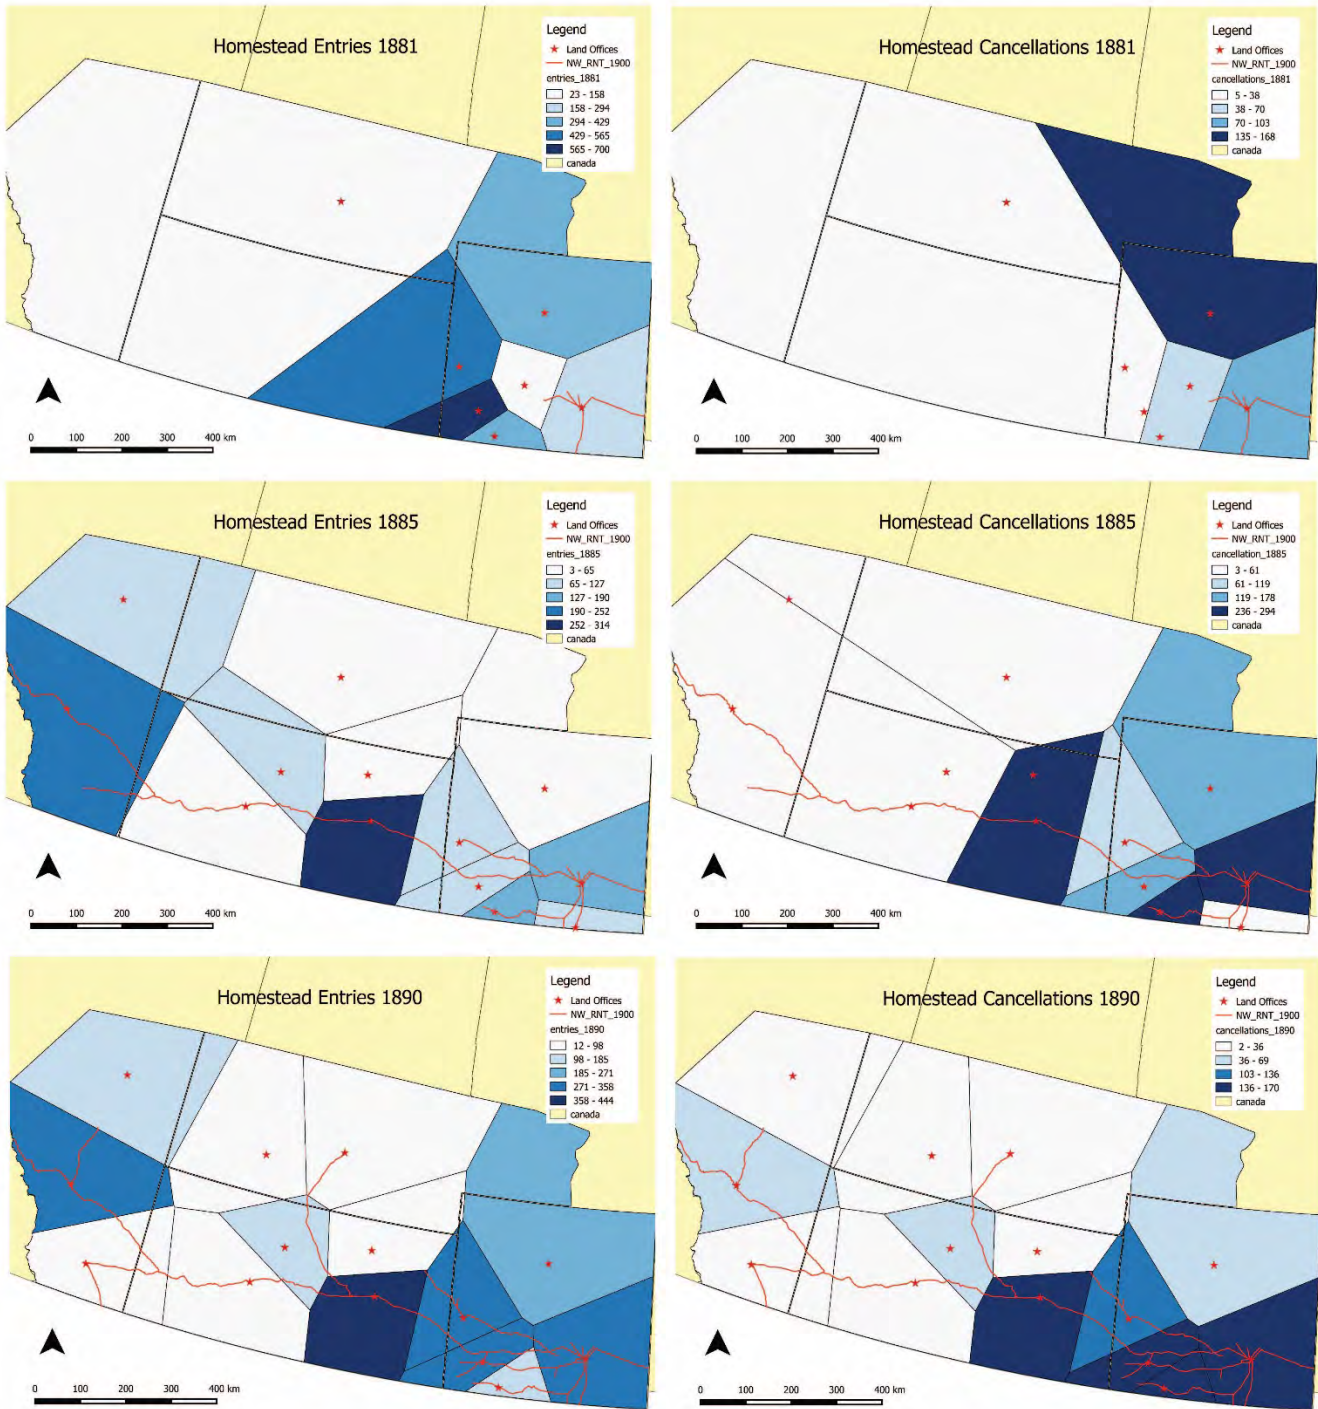 Homestead Entries 1881
Legend
Land Offices
NW_RNT_1900
entries_1881
23 - 158
158 - 294
294 - 429
429 - 565
565 - 700
canada
0 100 200 300 400 km
Homestead Cancellations 1881
Legend
Land Offices
NW_RNT_1900
cancellations_1881
5 - 38
38 - 70
70 - 103
135 - 168
canada
0 100 200 300 400 km
Homestead Entries 1885
Legend
Land Offices
NW_RNT_1900
entries_1885
3 - 65
65 - 127
127 - 190
190 - 252
252 - 314
canada
0 100 200 300 400 km
Homestead Cancellations 1885
Legend
Land Offices
NW_RNT_1900
cancellation_1885
3 - 61
61 - 119
119 - 178
236 - 294
canada
0 100 200 300 400 km
Homestead Entries 1890
Legend
Land Offices
NW_RNT_1900
entries_1890
12 - 98
98 - 185
185 - 271
271 - 358
358 - 444
canada
0 100 200 300 400 km
Homestead Cancellations 1890
Legend
Land Offices
NW_RNT_1900
cancellations_1890
2 - 36
36 - 69
103 - 136
136 - 170
canada
0 100 200 300 400 km